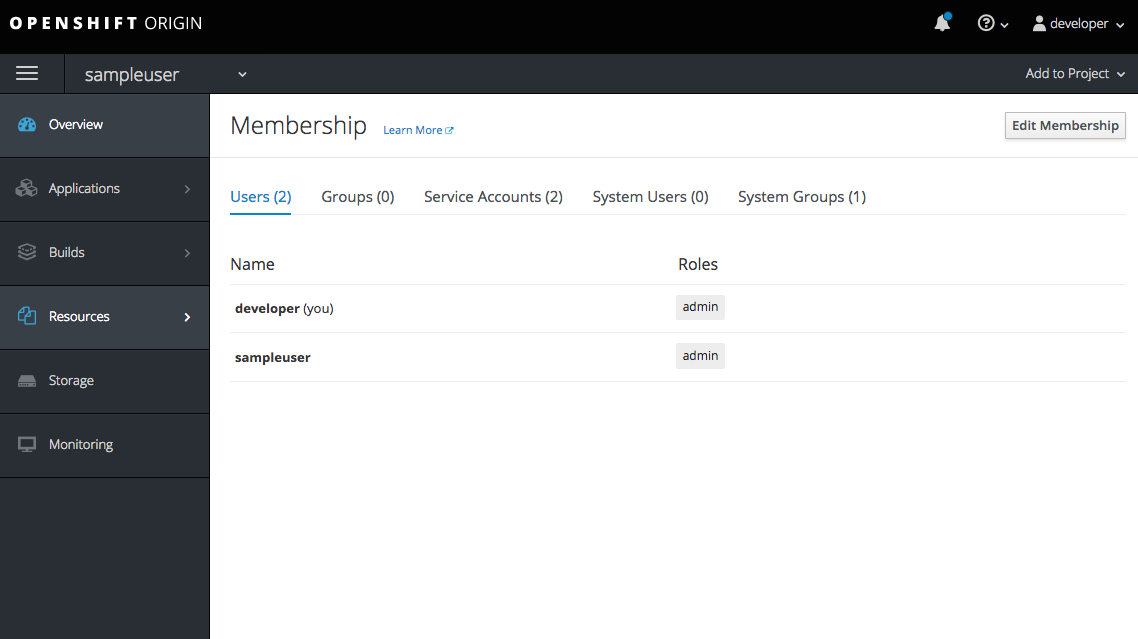 OPENSHIFT ORIGIN
developer
sampleuser
Add to Project
Overview
Applications
Builds
Resources
Storage
Monitoring
Membership Learn More
Edit Membership
Users (2) Groups (0) Service Accounts (2) System Users (0) System Groups (1)
Name Roles
developer (you) admin
sampleuser admin